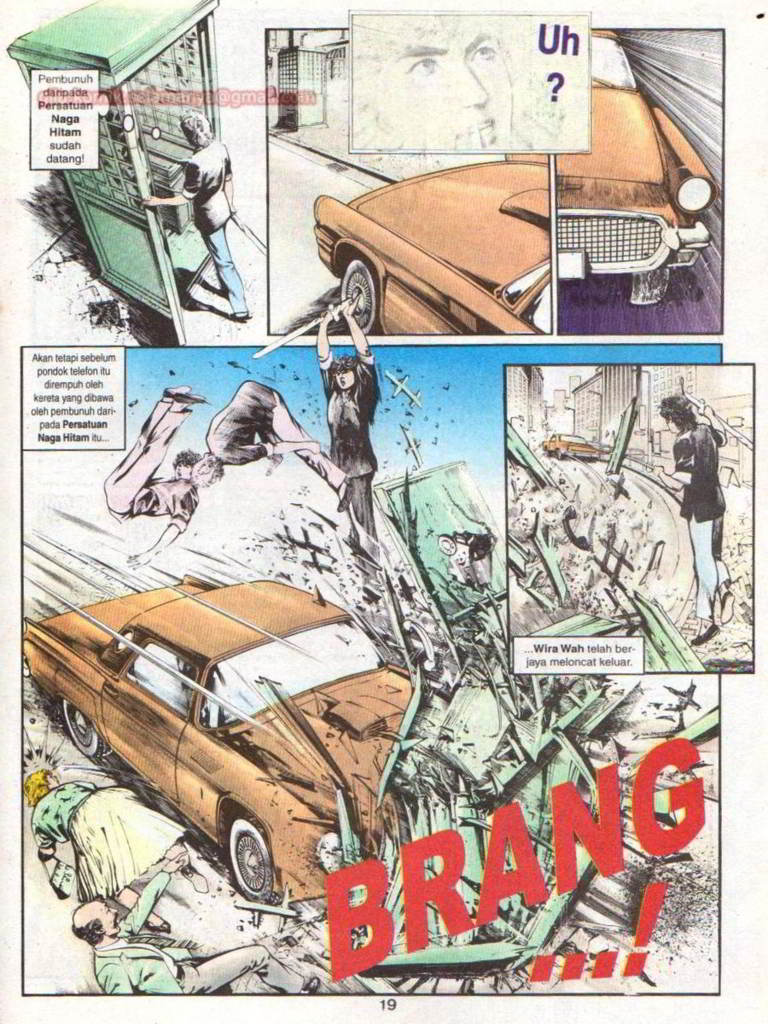 Pembunuh
daripada
Persatuan
Naga
Hitam
sudah
datang!
Uh
?
Akan tetapi sebelum
pondok telefon itu
dirempuh oleh
kereta yang dibawa
oleh pembunuh dari-
pada Persatuan
Naga Hitam itu...
...Wira Wah telah ber-
jaya meloncat keluar.
BRANG
...!
19